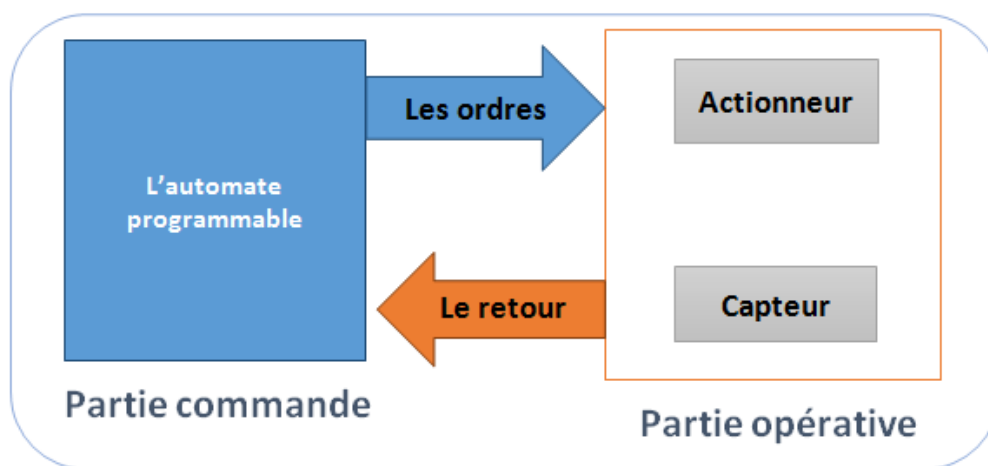 L'automate
programmable
Les ordres
Actionneur
Le retour
Capteur
Partie commande
Partie opérative